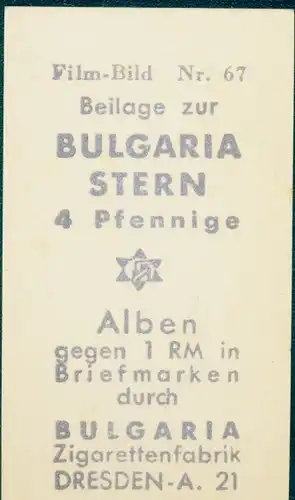 Film-Bild Nr. 67
Beilage zur
BULGARIA
STERN
4 Pfennige
Alben
gegen 1 RM in
Briefmarken
durch
BULGARIA
Zigarettenfabrik
DRESDEN-A. 21